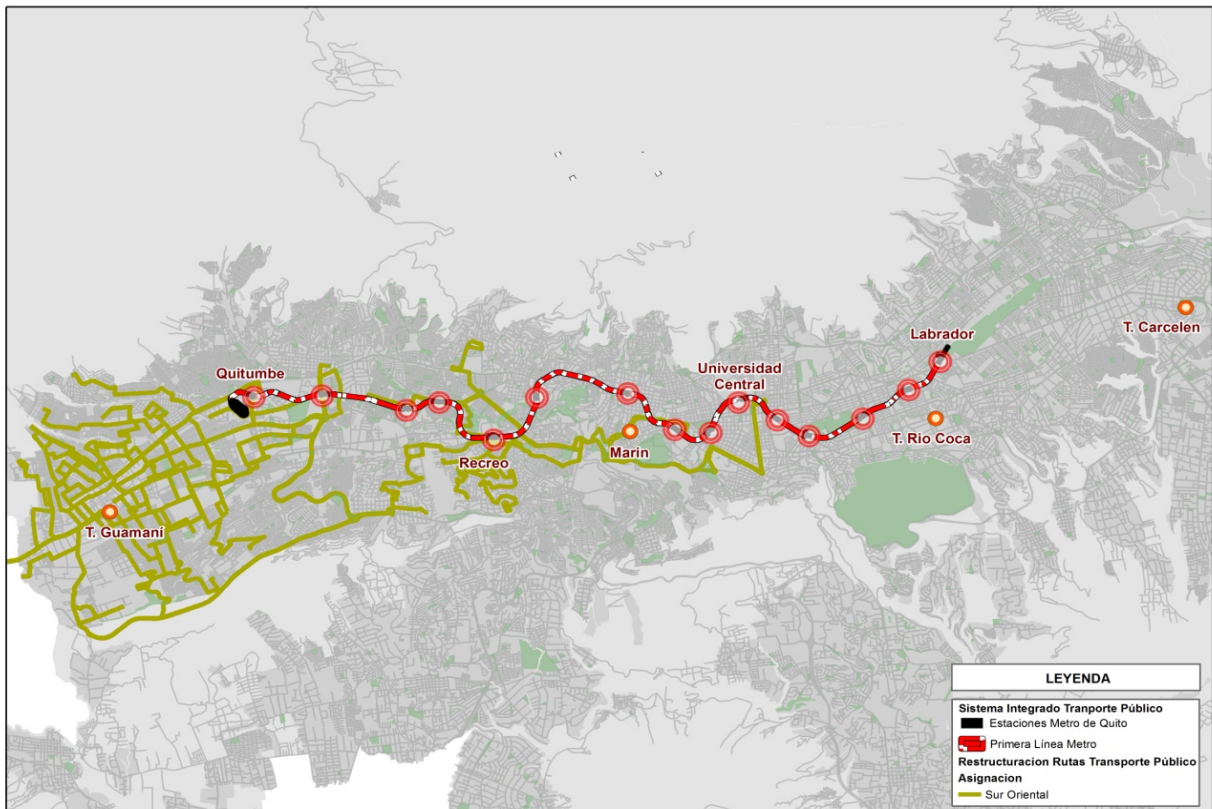 T. Carcelen
Labrador
Quitumbe
Universidad
Central
T. Rio Coca
Marin
Recreo
T. Guamaní
LEYENDA
Sistema Integrado Tranporte Público
Estaciones Metro de Quito
Primera Línea Metro
Restructuracion Rutas Transporte Público
Asignacion
Sur Oriental